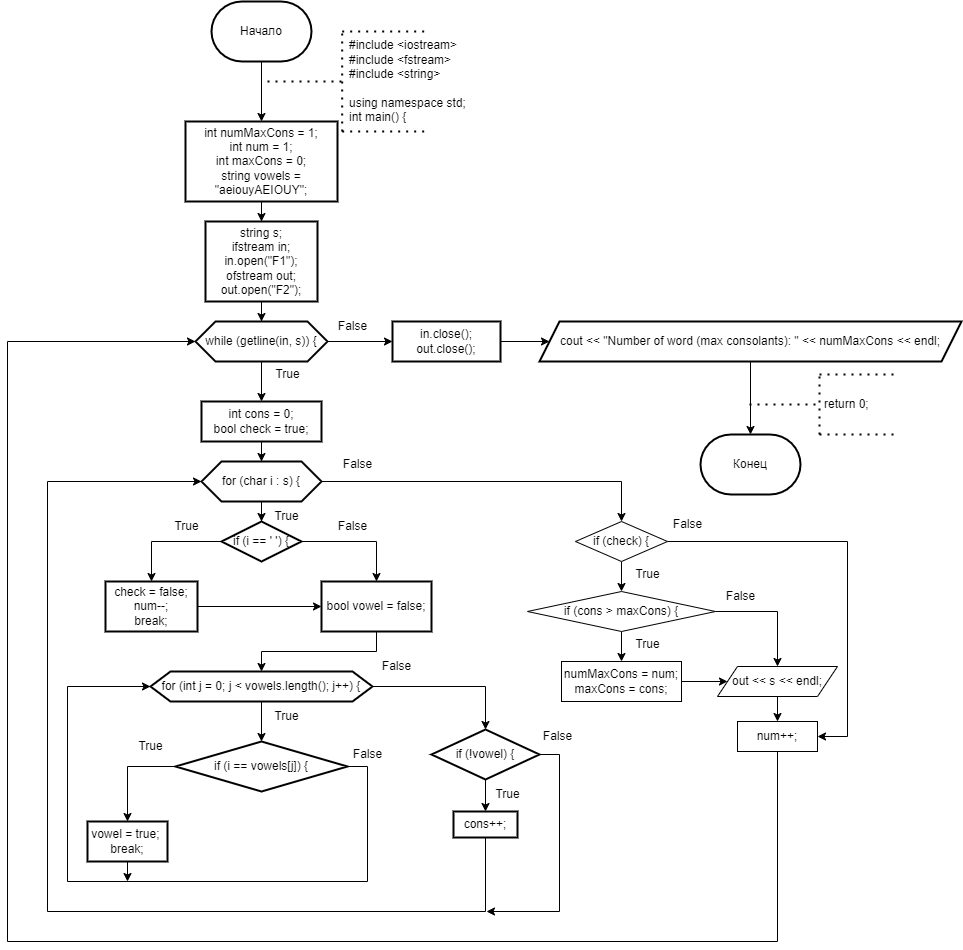 Начало
#include <iostream>
#include <fstream>
#include <string>
using namespace std;
int main() {
int numMaxCons = 1;
int num = 1;
int maxCons = 0;
string vowels =
"aeiouyAEIOUY";
string s;
ifstream in;
in.open("F1");
ofstream out;
out.open("F2");
while (getline(in, s)) {
False
in.close();
out.close();
cout << "Number of word (max consolants): " << numMaxCons << endl;
True
return 0;
Конец
int cons = 0;
bool check = true;
for (char i : s) {
False
True
if (i == ' ') {
True
False
check = false;
num--;
break;
bool vowel = false;
if (check) {
False
True
if (cons > maxCons) {
False
True
numMaxCons = num;
maxCons = cons;
out << s << endl;
num++;
for (int j = 0; j < vowels.length(); j++) {
False
True
if (i == vowels[j]) {
True
False
vowel = true;
break;
if (!vowel) {
False
True
cons++;